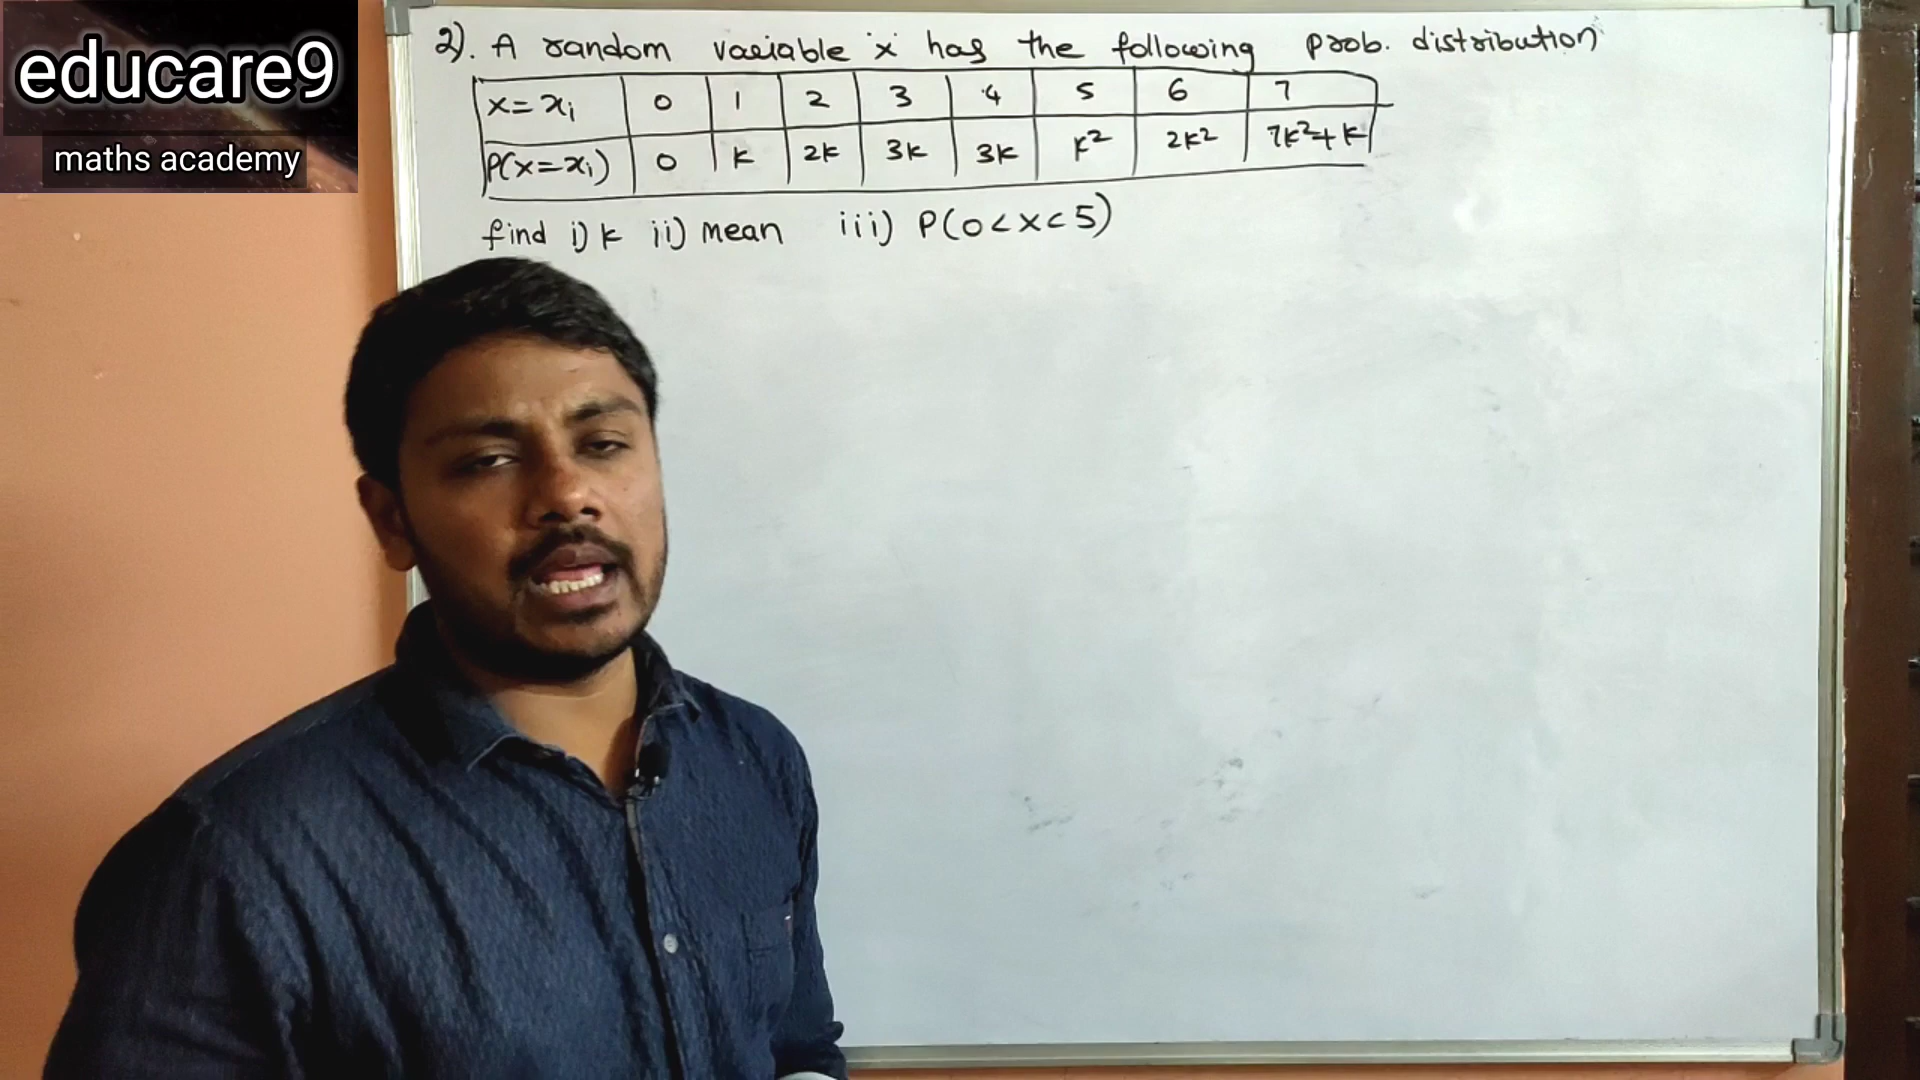 educare9
maths academy
2). A random variable 'x' has the following prob. distribution
x=xᵢ 0 1 2 3 4 5 6 7
P(x=xᵢ) 0 k 2k 3k 3k k² 2k² 7k²+k
find i) k ii) mean iii) P(0<x<5)